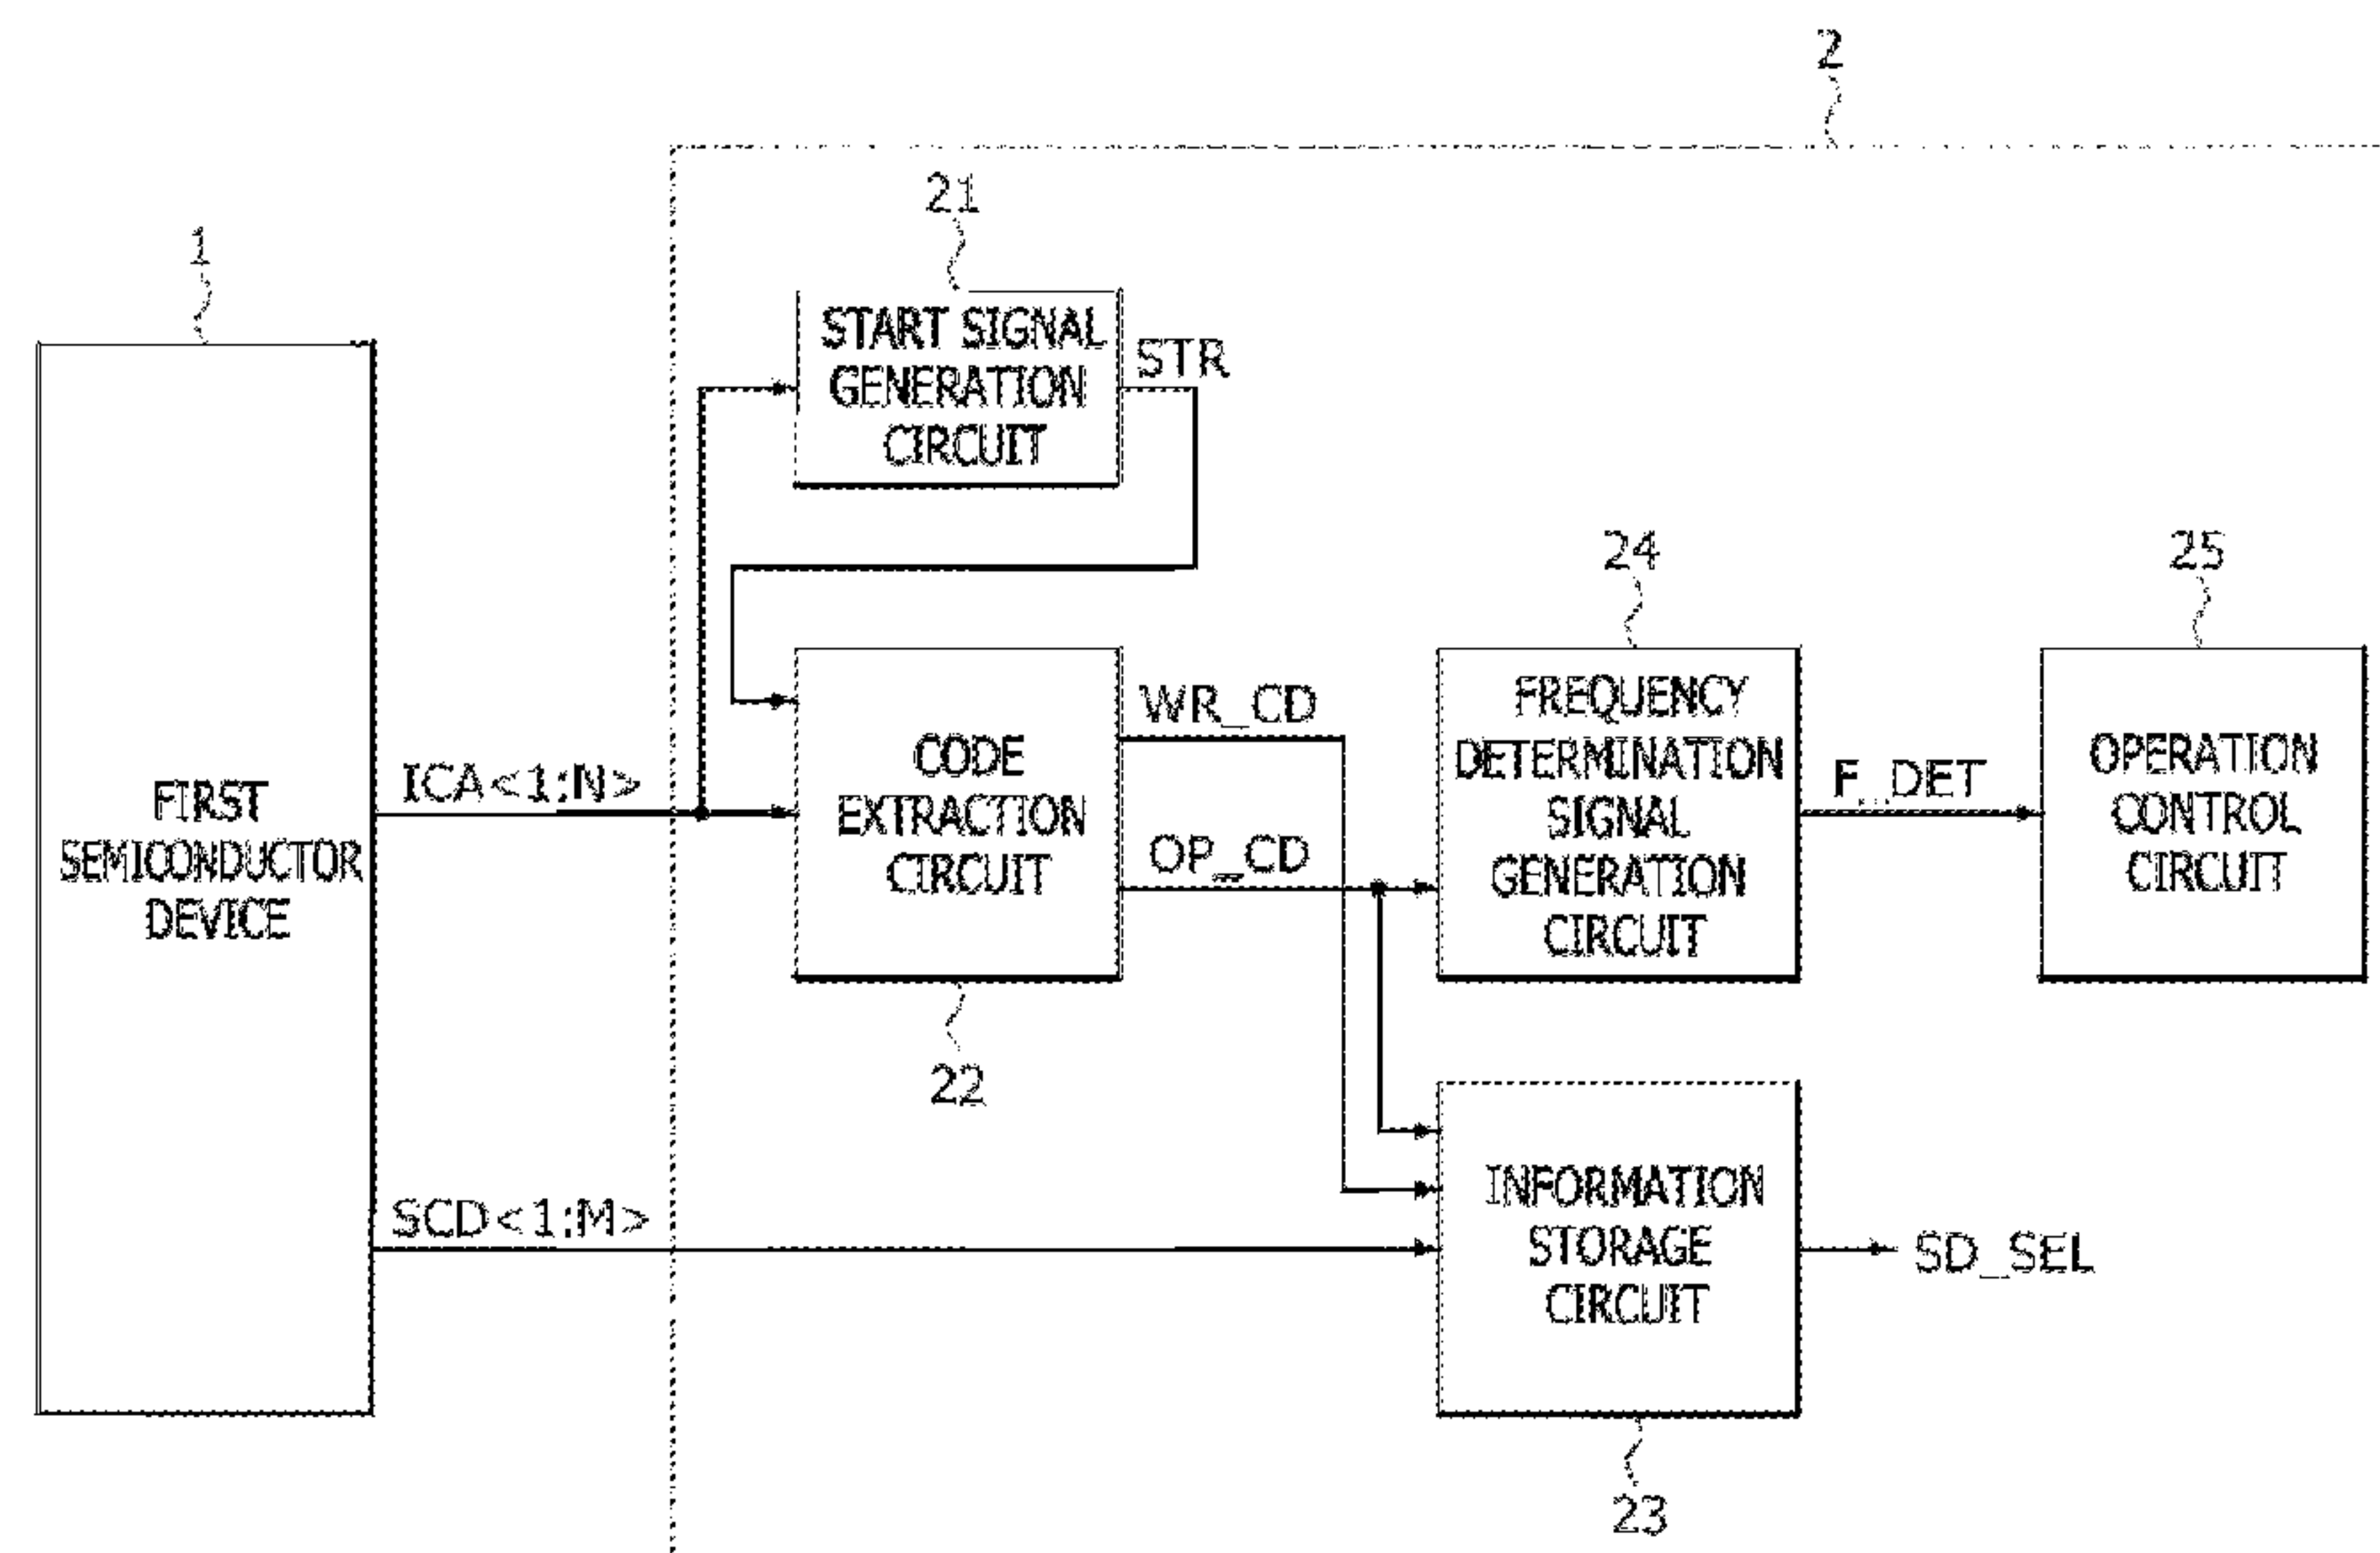 2
21
1
START SIGNAL
GENERATION
CIRCUIT
STR
24
25
FIRST
SEMICONDUCTOR
DEVICE
ICA<1:N>
CODE
EXTRACTION
CIRCUIT
WR_CD
OP_CD
FREQUENCY
DETERMINATION
SIGNAL
GENERATION
CIRCUIT
F_DET
OPERATION
CONTROL
CIRCUIT
22
SCD<1:M>
INFORMATION
STORAGE
CIRCUIT
SD_SEL
23